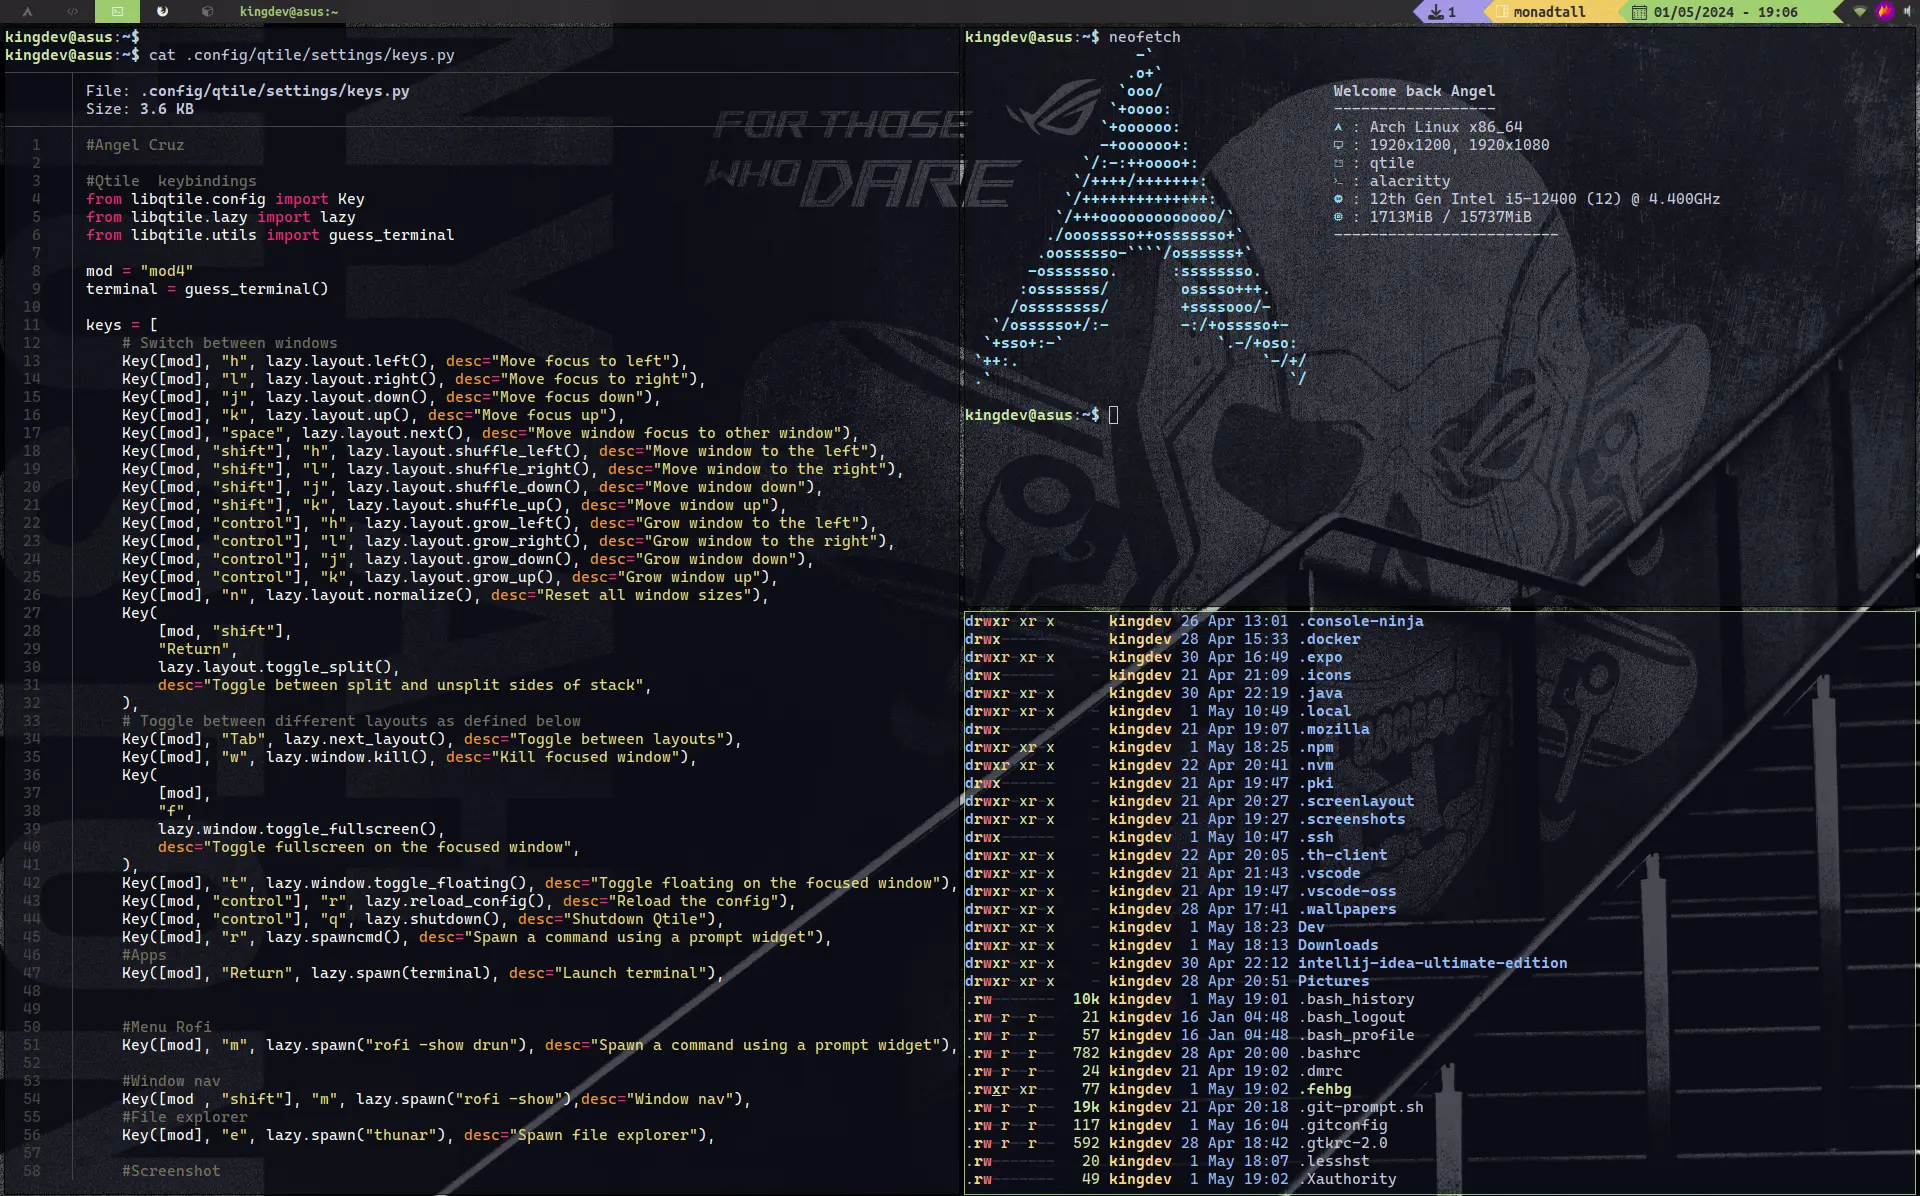 kingdev@asus:~
1
monadtall
01/05/2024 - 19:06
kingdev@asus:~$
kingdev@asus:~$ cat .config/qtile/settings/keys.py
File: .config/qtile/settings/keys.py
Size: 3.6 KB
1 #Angel Cruz
2
3 #Qtile  keybindings
4 from libqtile.config import Key
5 from libqtile.lazy import lazy
6 from libqtile.utils import guess_terminal
7
8 mod = "mod4"
9 terminal = guess_terminal()
10
11 keys = [
12     # Switch between windows
13     Key([mod], "h", lazy.layout.left(), desc="Move focus to left"),
14     Key([mod], "l", lazy.layout.right(), desc="Move focus to right"),
15     Key([mod], "j", lazy.layout.down(), desc="Move focus down"),
16     Key([mod], "k", lazy.layout.up(), desc="Move focus up"),
17     Key([mod], "space", lazy.layout.next(), desc="Move window focus to other window"),
18     Key([mod, "shift"], "h", lazy.layout.shuffle_left(), desc="Move window to the left"),
19     Key([mod, "shift"], "l", lazy.layout.shuffle_right(), desc="Move window to the right"),
20     Key([mod, "shift"], "j", lazy.layout.shuffle_down(), desc="Move window down"),
21     Key([mod, "shift"], "k", lazy.layout.shuffle_up(), desc="Move window up"),
22     Key([mod, "control"], "h", lazy.layout.grow_left(), desc="Grow window to the left"),
23     Key([mod, "control"], "l", lazy.layout.grow_right(), desc="Grow window to the right"),
24     Key([mod, "control"], "j", lazy.layout.grow_down(), desc="Grow window down"),
25     Key([mod, "control"], "k", lazy.layout.grow_up(), desc="Grow window up"),
26     Key([mod], "n", lazy.layout.normalize(), desc="Reset all window sizes"),
27     Key(
28         [mod, "shift"],
29         "Return",
30         lazy.layout.toggle_split(),
31         desc="Toggle between split and unsplit sides of stack",
32     ),
33     # Toggle between different layouts as defined below
34     Key([mod], "Tab", lazy.next_layout(), desc="Toggle between layouts"),
35     Key([mod], "w", lazy.window.kill(), desc="Kill focused window"),
36     Key(
37         [mod],
38         "f",
39         lazy.window.toggle_fullscreen(),
40         desc="Toggle fullscreen on the focused window",
41     ),
42     Key([mod], "t", lazy.window.toggle_floating(), desc="Toggle floating on the focused window"),
43     Key([mod, "control"], "r", lazy.reload_config(), desc="Reload the config"),
44     Key([mod, "control"], "q", lazy.shutdown(), desc="Shutdown Qtile"),
45     Key([mod], "r", lazy.spawncmd(), desc="Spawn a command using a prompt widget"),
46     #Apps
47     Key([mod], "Return", lazy.spawn(terminal), desc="Launch terminal"),
48
49
50     #Menu Rofi
51     Key([mod], "m", lazy.spawn("rofi -show drun"), desc="Spawn a command using a prompt widget"),
52
53     #Window nav
54     Key([mod , "shift"], "m", lazy.spawn("rofi -show"),desc="Window nav"),
55     #File explorer
56     Key([mod], "e", lazy.spawn("thunar"), desc="Spawn file explorer"),
57
58     #Screenshot
FOR THOSE
WHO DARE
kingdev@asus:~$ neofetch
-`
.o+`
`ooo/
`+oooo:
`+oooooo:
-+oooooo+:
`/:-:++oooo+:
`/++++/+++++++:
`/++++++++++++++:
`/+++ooooooooooooo/`
./ooosssso++osssssso+`
.oossssso-````/ossssss+`
-osssssso.      :ssssssso.
:osssssss/        osssso+++.
/ossssssss/        +ssssooo/-
`/ossssso+/:-        -:/+osssso+-
`+sso+:-`                 `.-/+oso:
`++:.                           `-/+/
.`                                 `/
Welcome back Angel
------------------
: Arch Linux x86_64
: 1920x1200, 1920x1080
: qtile
: alacritty
: 12th Gen Intel i5-12400 (12) @ 4.400GHz
: 1713MiB / 15737MiB
-------------------------
kingdev@asus:~$
drwxr-xr-x    - kingdev 26 Apr 13:01 .console-ninja
drwx------    - kingdev 28 Apr 15:33 .docker
drwxr-xr-x    - kingdev 30 Apr 16:49 .expo
drwx------    - kingdev 21 Apr 21:09 .icons
drwxr-xr-x    - kingdev 30 Apr 22:19 .java
drwxr-xr-x    - kingdev  1 May 10:49 .local
drwx------    - kingdev 21 Apr 19:07 .mozilla
drwxr-xr-x    - kingdev  1 May 18:25 .npm
drwxr-xr-x    - kingdev 22 Apr 20:41 .nvm
drwx------    - kingdev 21 Apr 19:47 .pki
drwxr-xr-x    - kingdev 21 Apr 20:27 .screenlayout
drwxr-xr-x    - kingdev 21 Apr 19:27 .screenshots
drwx------    - kingdev  1 May 10:47 .ssh
drwxr-xr-x    - kingdev 22 Apr 20:05 .th-client
drwxr-xr-x    - kingdev 21 Apr 21:43 .vscode
drwxr-xr-x    - kingdev 21 Apr 19:47 .vscode-oss
drwxr-xr-x    - kingdev 28 Apr 17:41 .wallpapers
drwxr-xr-x    - kingdev  1 May 18:23 Dev
drwxr-xr-x    - kingdev  1 May 18:13 Downloads
drwxr-xr-x    - kingdev 30 Apr 22:12 intellij-idea-ultimate-edition
drwxr-xr-x    - kingdev 28 Apr 20:51 Pictures
.rw-------  10k kingdev  1 May 19:01 .bash_history
.rw-r--r--   21 kingdev 16 Jan 04:48 .bash_logout
.rw-r--r--   57 kingdev 16 Jan 04:48 .bash_profile
.rw-r--r--  782 kingdev 28 Apr 20:00 .bashrc
.rw-r--r--   24 kingdev 21 Apr 19:02 .dmrc
.rwxr-xr--   77 kingdev  1 May 19:02 .fehbg
.rw-r--r--  19k kingdev 21 Apr 20:18 .git-prompt.sh
.rw-r--r--  117 kingdev  1 May 16:04 .gitconfig
.rw-r--r--  592 kingdev 28 Apr 18:42 .gtkrc-2.0
.rw-------   20 kingdev  1 May 18:07 .lesshst
.rw-------   49 kingdev  1 May 19:02 .Xauthority